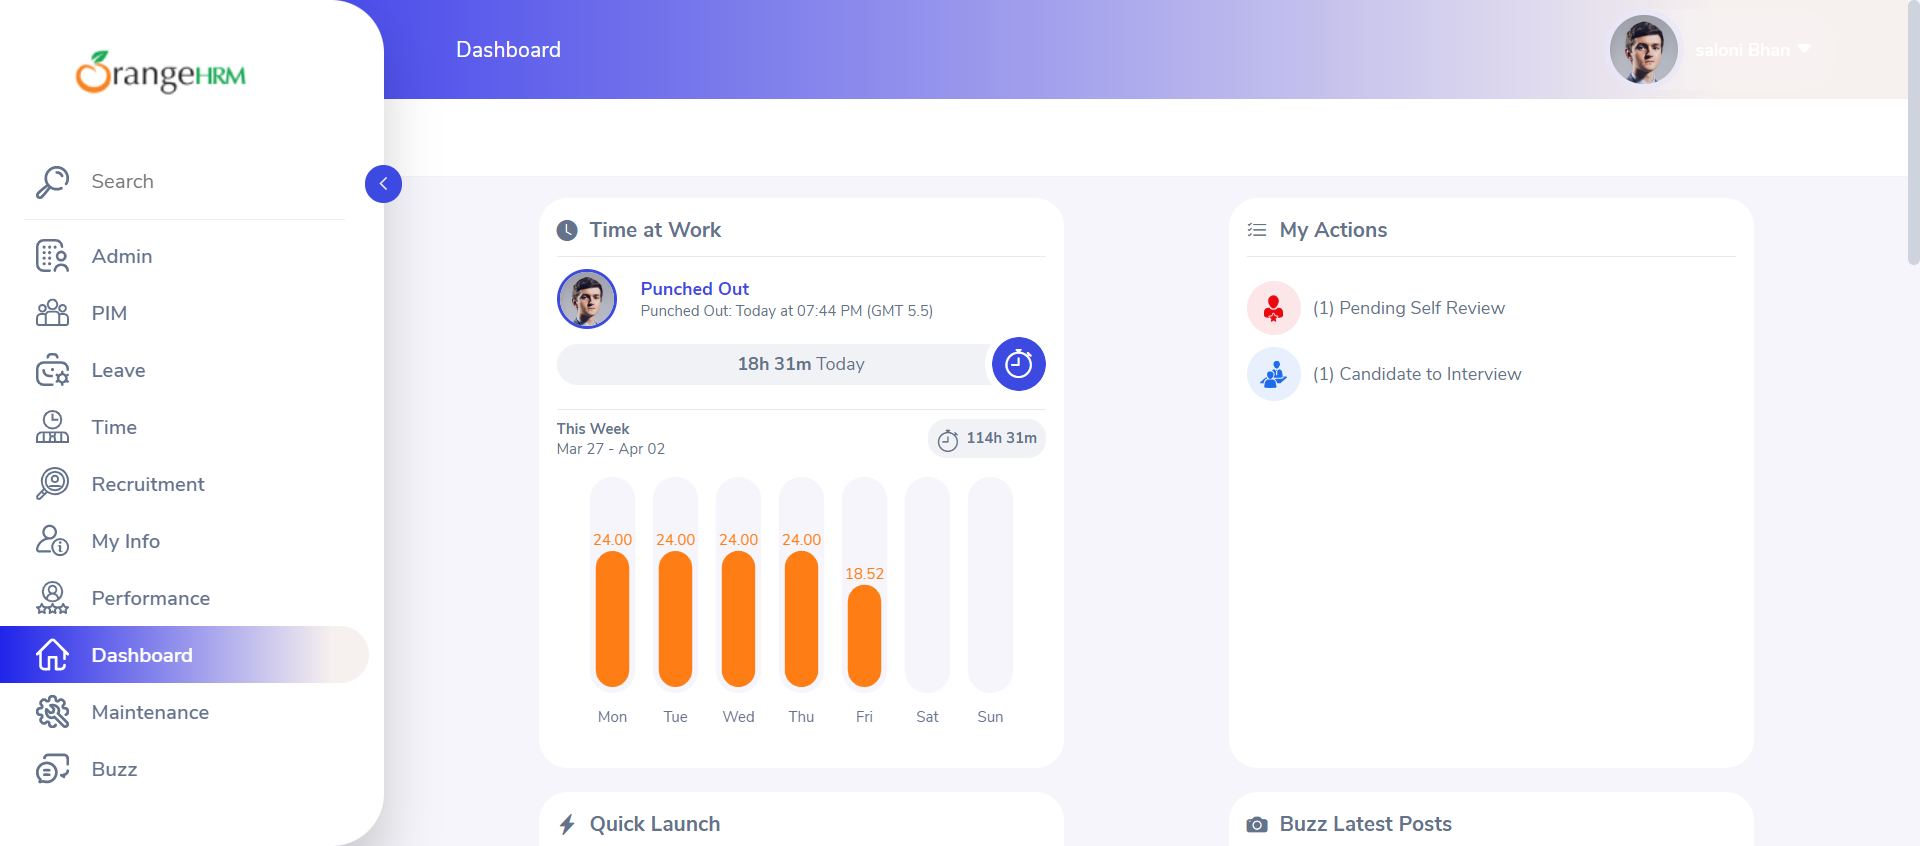 OrangeHRM
Search
Admin
PIM
Leave
Time
Recruitment
My Info
Performance
Dashboard
Maintenance
Buzz
Dashboard
saloni Bhan
Time at Work
Punched Out
Punched Out: Today at 07:44 PM (GMT 5.5)
18h 31m Today
This Week
Mar 27 - Apr 02
114h 31m
24.00 24.00 24.00 24.00 18.52
Mon Tue Wed Thu Fri Sat Sun
My Actions
(1) Pending Self Review
(1) Candidate to Interview
Quick Launch
Buzz Latest Posts